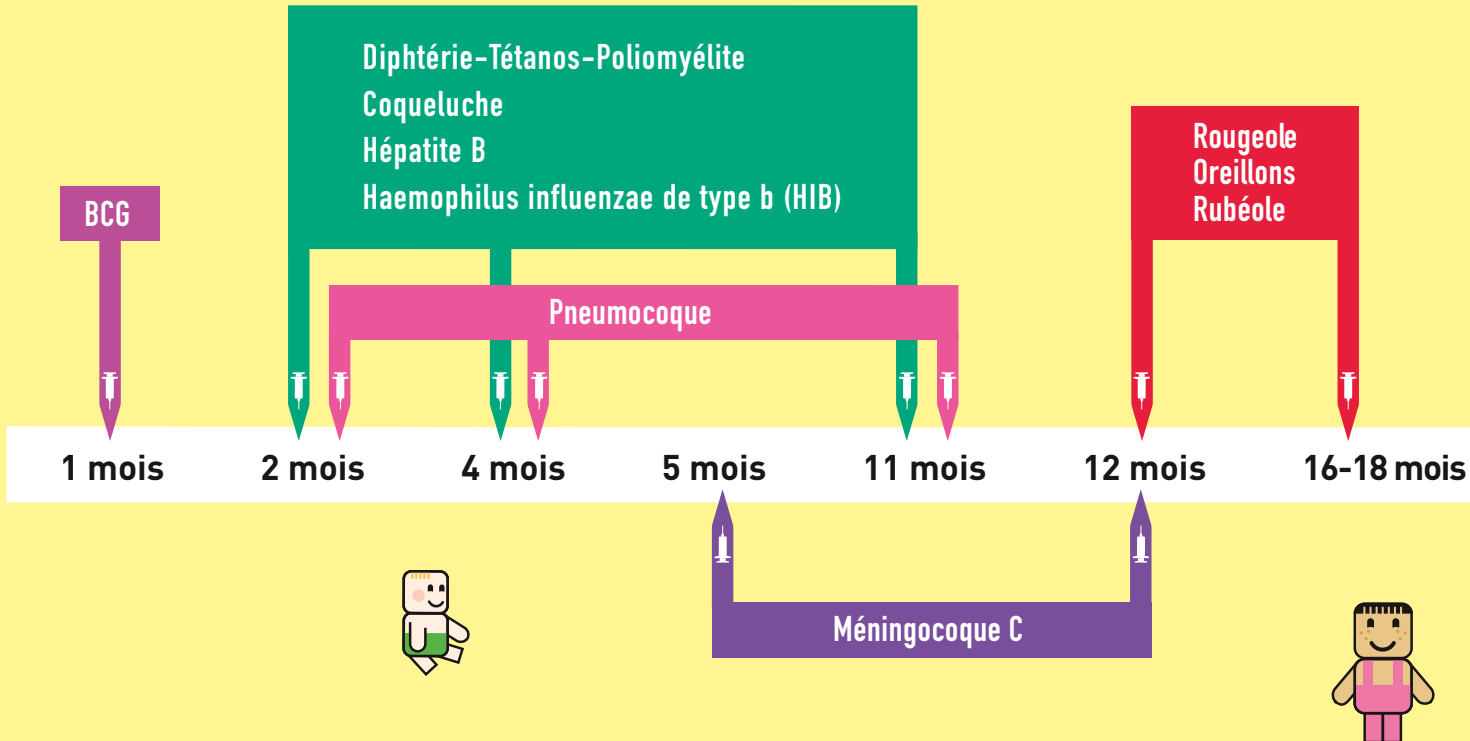 Diphtérie-Tétanos-Poliomyélite
Coqueluche
Hépatite B
Haemophilus influenzae de type b (HIB)
Rougeole
Oreillons
Rubéole
BCG
Pneumocoque
1 mois
2 mois
4 mois
5 mois
11 mois
12 mois
16-18 mois
Méningocoque C